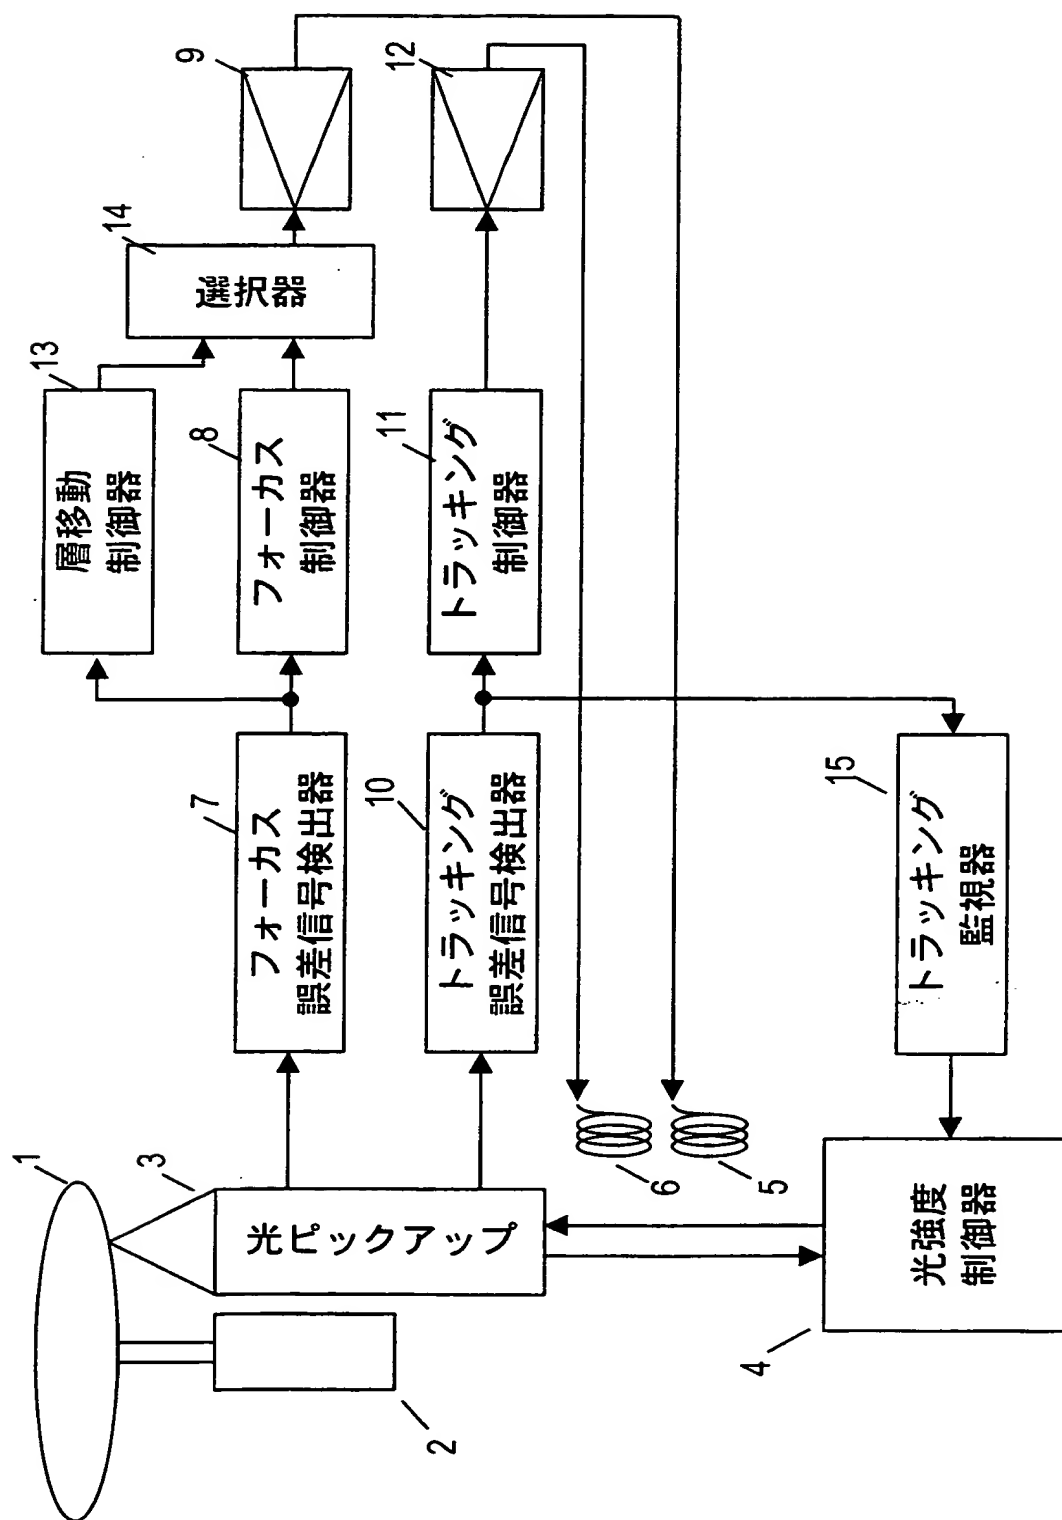 1
2
3
光ピックアップ
4
光強度
制御器
5
6
7
フォーカス
誤差信号検出器
8
フォーカス
制御器
9
10
トラッキング
誤差信号検出器
11
トラッキング
制御器
12
13
層移動
制御器
14
選択器
15
トラッキング
監視器